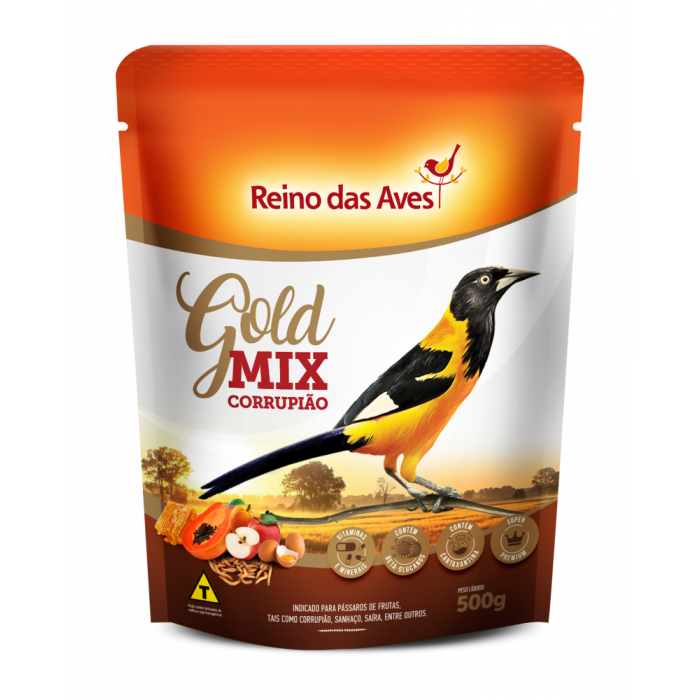 Reino das Aves
Gold
MIX
CORRUPIÃO
VITAMINAS
E MINERAIS
CONTÉM
BETA-GLUCANOS
CONTÉM
CANTAXANTINA
SUPER
PREMIUM
T
PESO LÍQUIDO
500g
INDICADO PARA PÁSSAROS DE FRUTAS,
TAIS COMO CORRUPIÃO, SANHAÇO, SAÍRA, ENTRE OUTROS.